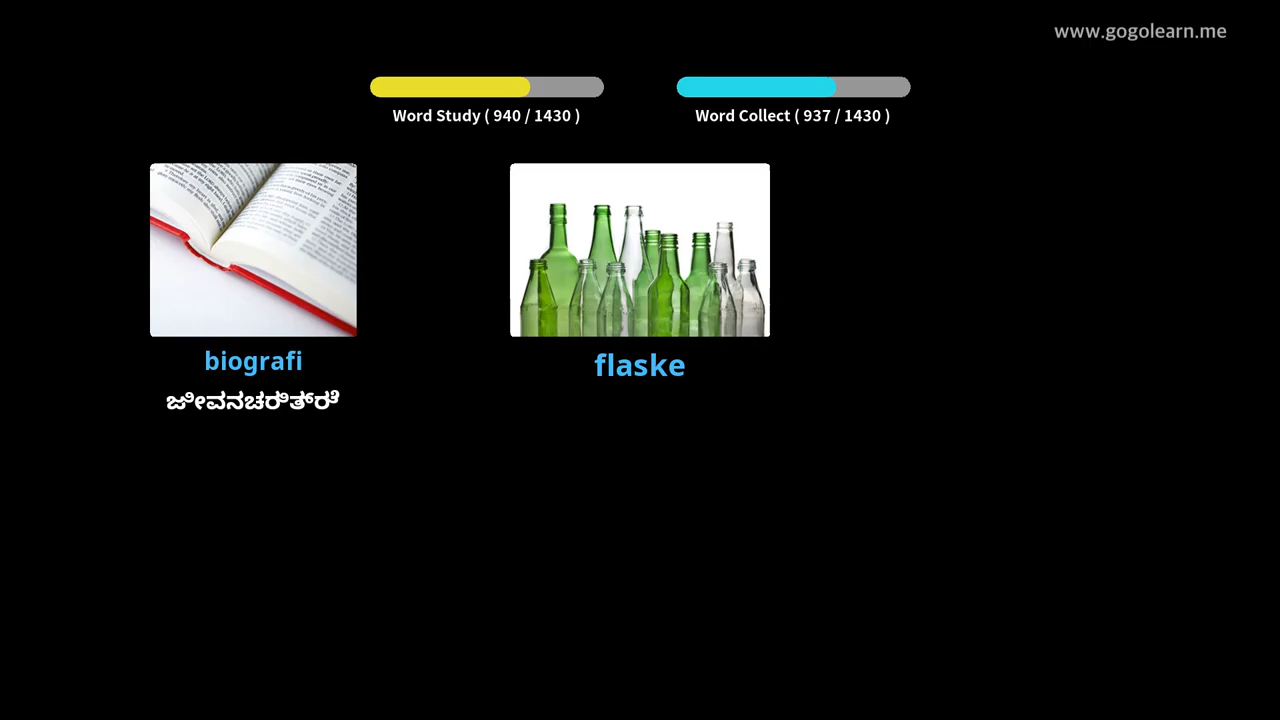 www.gogolearn.me
Word Study ( 940 / 1430 )
Word Collect ( 937 / 1430 )
biografi
flaske
ಜೀವನಚರಿತ್ರೆ